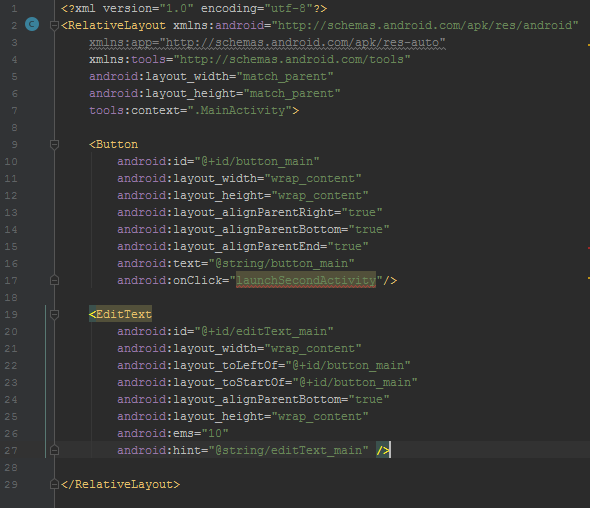 1 <?xml version="1.0" encoding="utf-8"?>
2 C <RelativeLayout xmlns:android="http://schemas.android.com/apk/res/android"
3 xmlns:app="http://schemas.android.com/apk/res-auto"
4 xmlns:tools="http://schemas.android.com/tools"
5 android:layout_width="match_parent"
6 android:layout_height="match_parent"
7 tools:context=".MainActivity">
8
9 <Button
10 android:id="@+id/button_main"
11 android:layout_width="wrap_content"
12 android:layout_height="wrap_content"
13 android:layout_alignParentRight="true"
14 android:layout_alignParentBottom="true"
15 android:layout_alignParentEnd="true"
16 android:text="@string/button_main"
17 android:onClick="launchSecondActivity"/>
18
19 <EditText
20 android:id="@+id/editText_main"
21 android:layout_width="wrap_content"
22 android:layout_toLeftOf="@+id/button_main"
23 android:layout_toStartOf="@+id/button_main"
24 android:layout_alignParentBottom="true"
25 android:layout_height="wrap_content"
26 android:ems="10"
27 android:hint="@string/editText_main" />
28
29 </RelativeLayout>